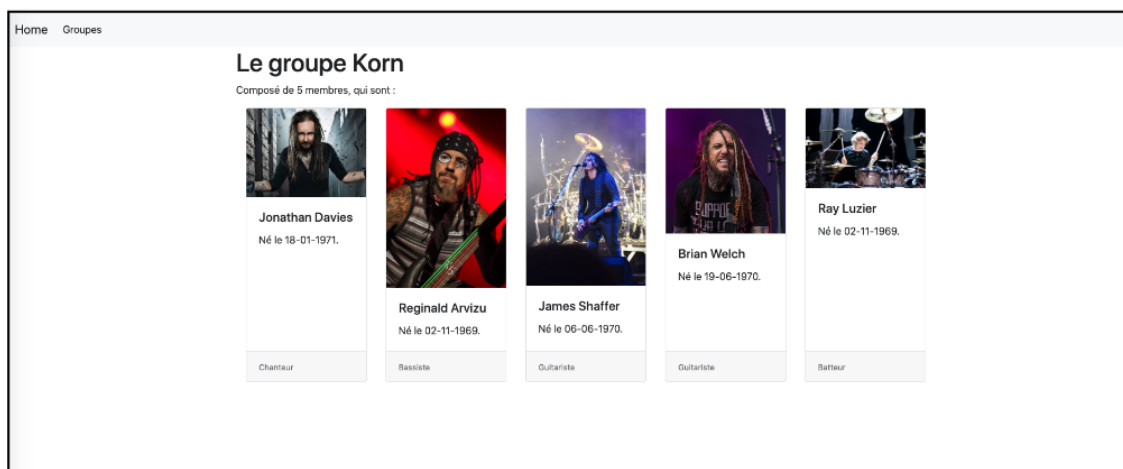 Home Groupes
Le groupe Korn
Composé de 5 membres, qui sont :
Jonathan Davies
Né le 18-01-1971.
Chanteur
Reginald Arvizu
Né le 02-11-1969.
Bassiste
James Shaffer
Né le 06-06-1970.
Guitariste
Brian Welch
Né le 19-06-1970.
Guitariste
Ray Luzier
Né le 02-11-1969.
Batteur